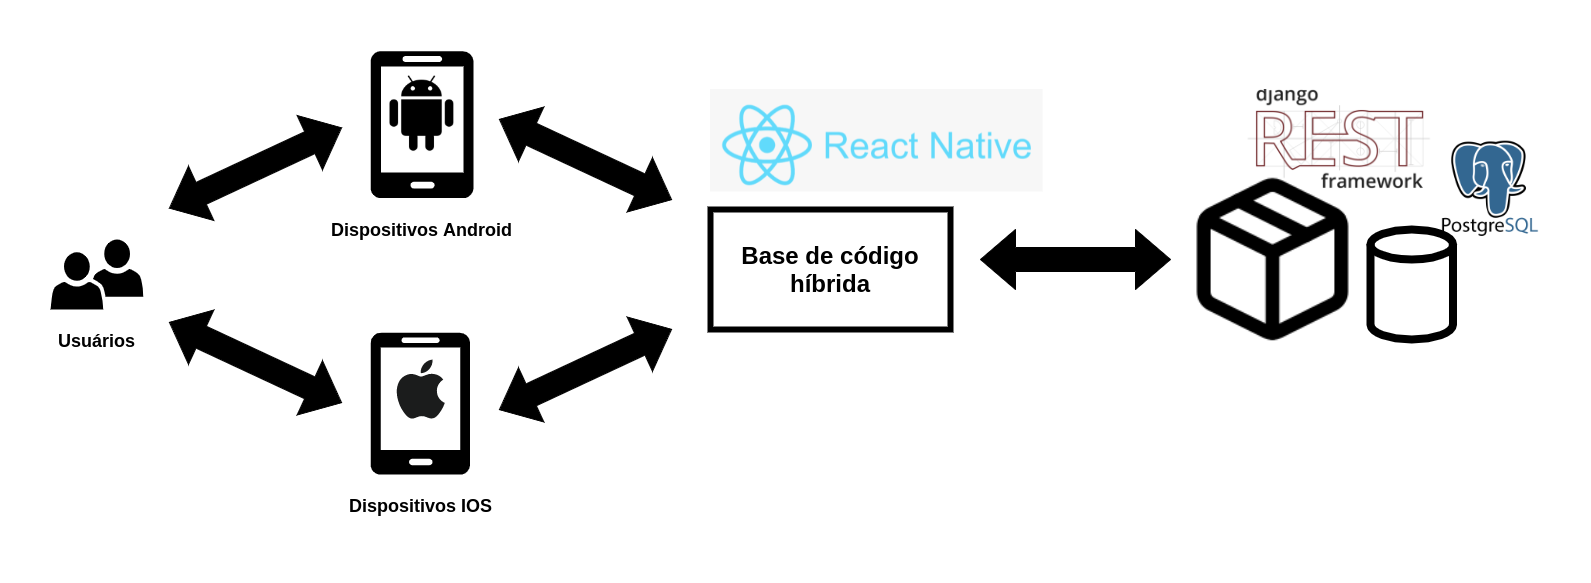 Dispositivos Android
Usuários
Dispositivos IOS
React Native
Base de código
híbrida
django
REST
framework
PostgreSQL